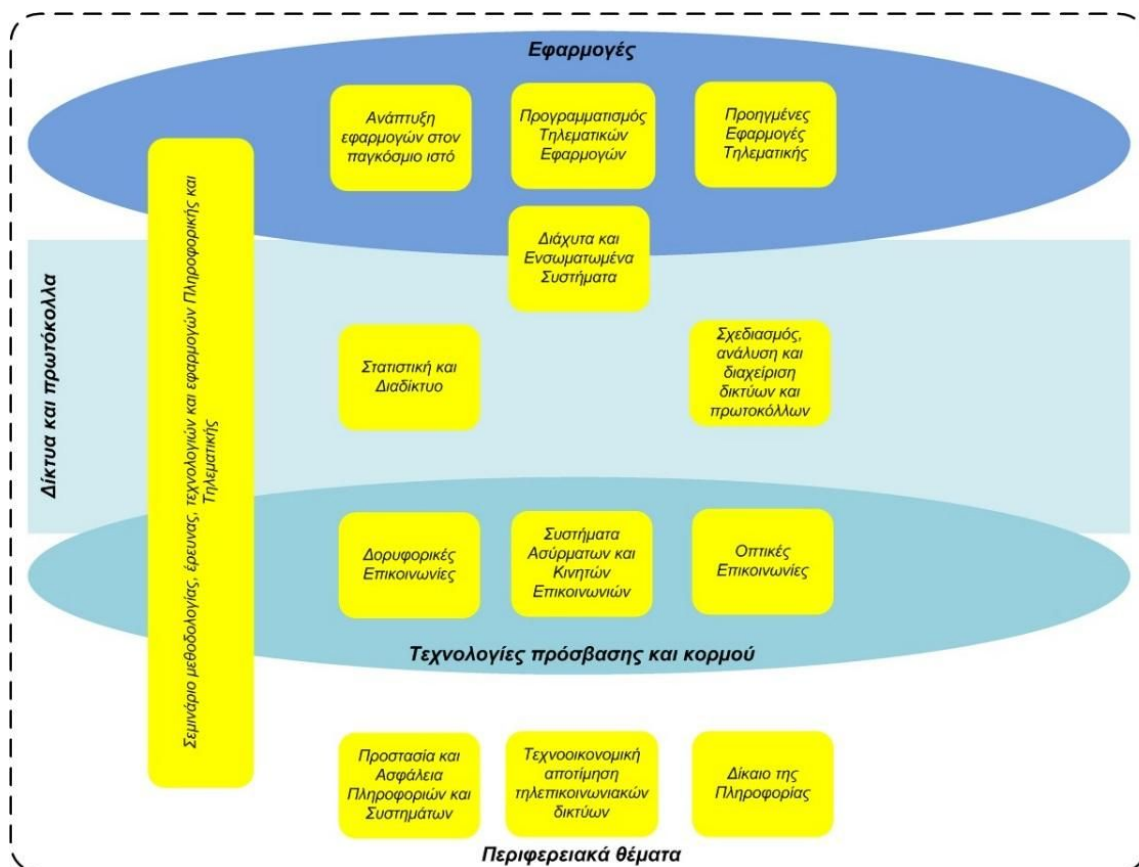 Εφαρμογές
Ανάπτυξη
εφαρμογών στον
παγκόσμιο ιστό
Προγραμματισμός
Τηλεματικών
Εφαρμογών
Προηγμένες
Εφαρμογές
Τηλεματικής
Διάχυτα και
Ενσωματωμένα
Συστήματα
Δίκτυα και πρωτόκολλα
Σεμινάριο μεθοδολογίας, έρευνας, τεχνολογιών και εφαρμογών Πληροφορικής και
Τηλεματικής
Στατιστική και
Διαδίκτυο
Σχεδιασμός,
ανάλυση και
διαχείριση
δικτύων και
πρωτοκόλλων
Δορυφορικές
Επικοινωνίες
Συστήματα
Ασύρματων και
Κινητών
Επικοινωνιών
Οπτικές
Επικοινωνίες
Τεχνολογίες πρόσβασης και κορμού
Προστασία και
Ασφάλεια
Πληροφοριών και
Συστημάτων
Τεχνοοικονομική
αποτίμηση
τηλεπικοινωνιακών
δικτύων
Δίκαιο της
Πληροφορίας
Περιφερειακά θέματα